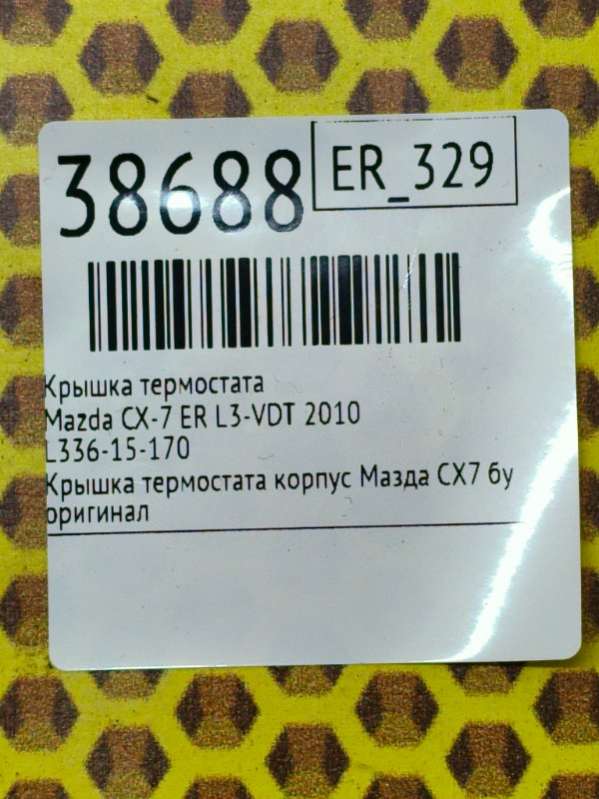 38688
ER_329
Крышка термостата
Mazda CX-7 ER L3-VDT 2010
L336-15-170
Крышка термостата корпус Мазда СХ7 бу
оригинал